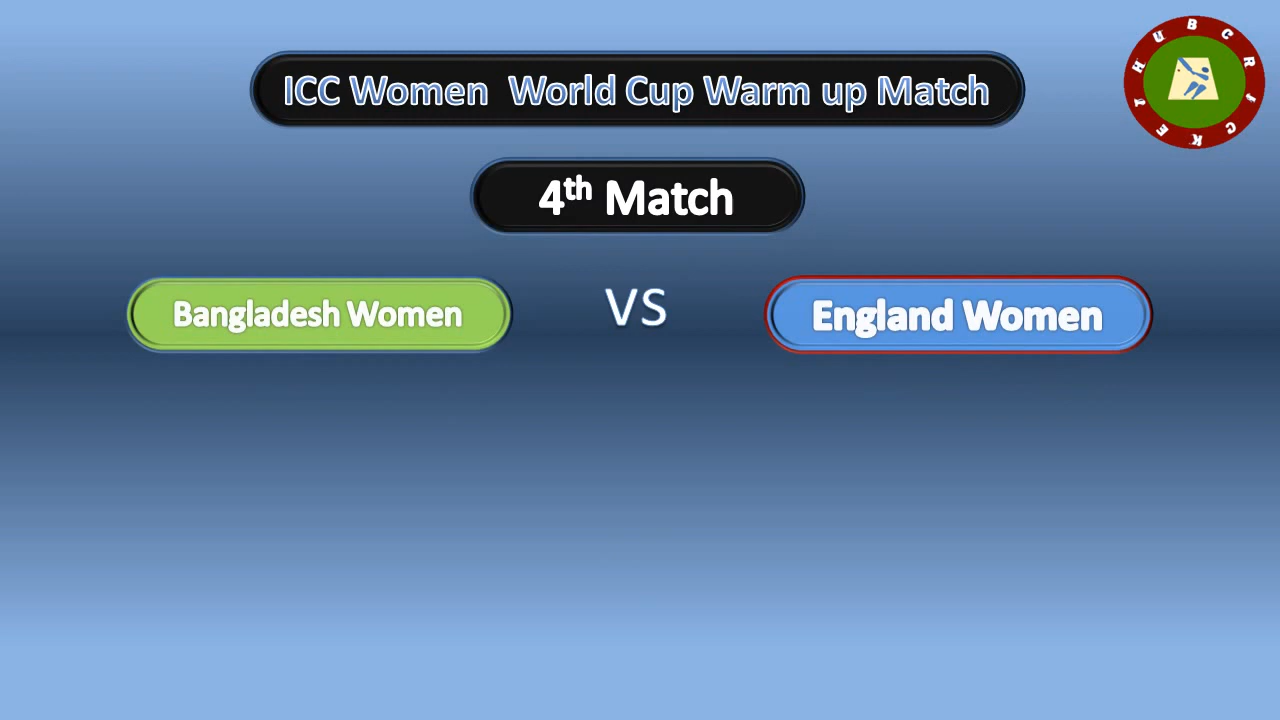 ICC Women World Cup Warm up Match
4th Match
Bangladesh Women
VS
England Women